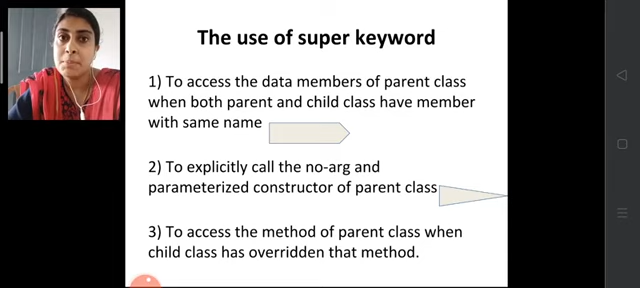 The use of super keyword
1) To access the data members of parent class
when both parent and child class have member
with same name
2) To explicitly call the no-arg and
parameterized constructor of parent class
3) To access the method of parent class when
child class has overridden that method.